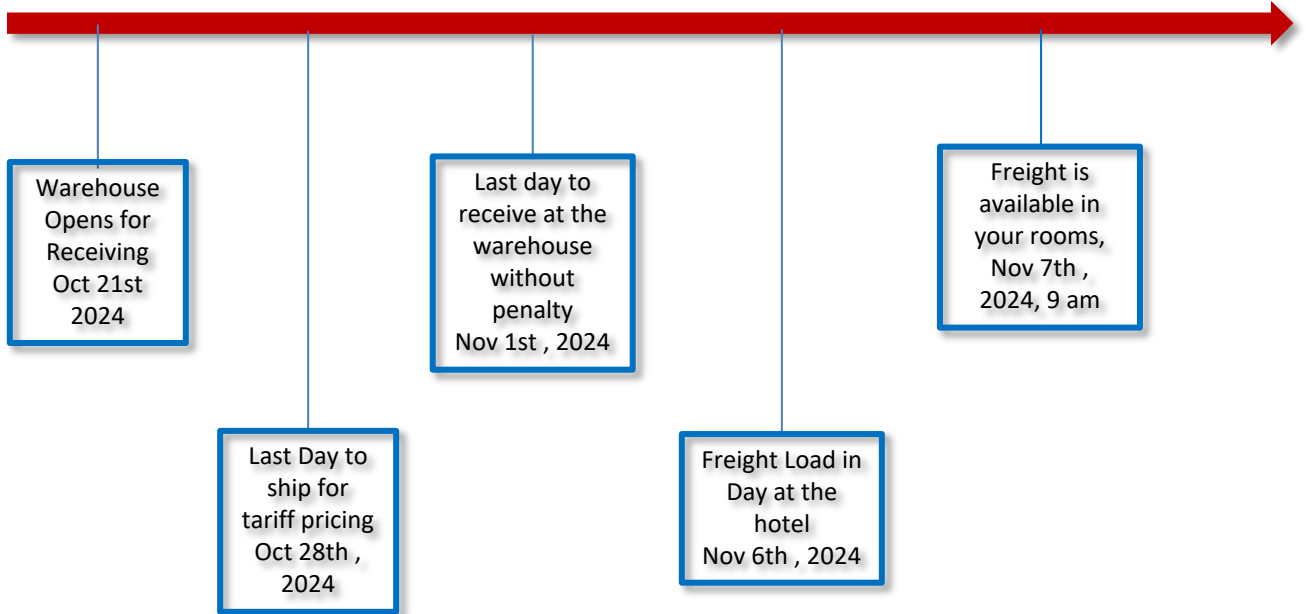 Warehouse
Opens for
Receiving
Oct 21st
2024
Last Day to
ship for
tariff pricing
Oct 28th ,
2024
Last day to
receive at the
warehouse
without
penalty
Nov 1st , 2024
Freight Load in
Day at the
hotel
Nov 6th , 2024
Freight is
available in
your rooms,
Nov 7th ,
2024, 9 am